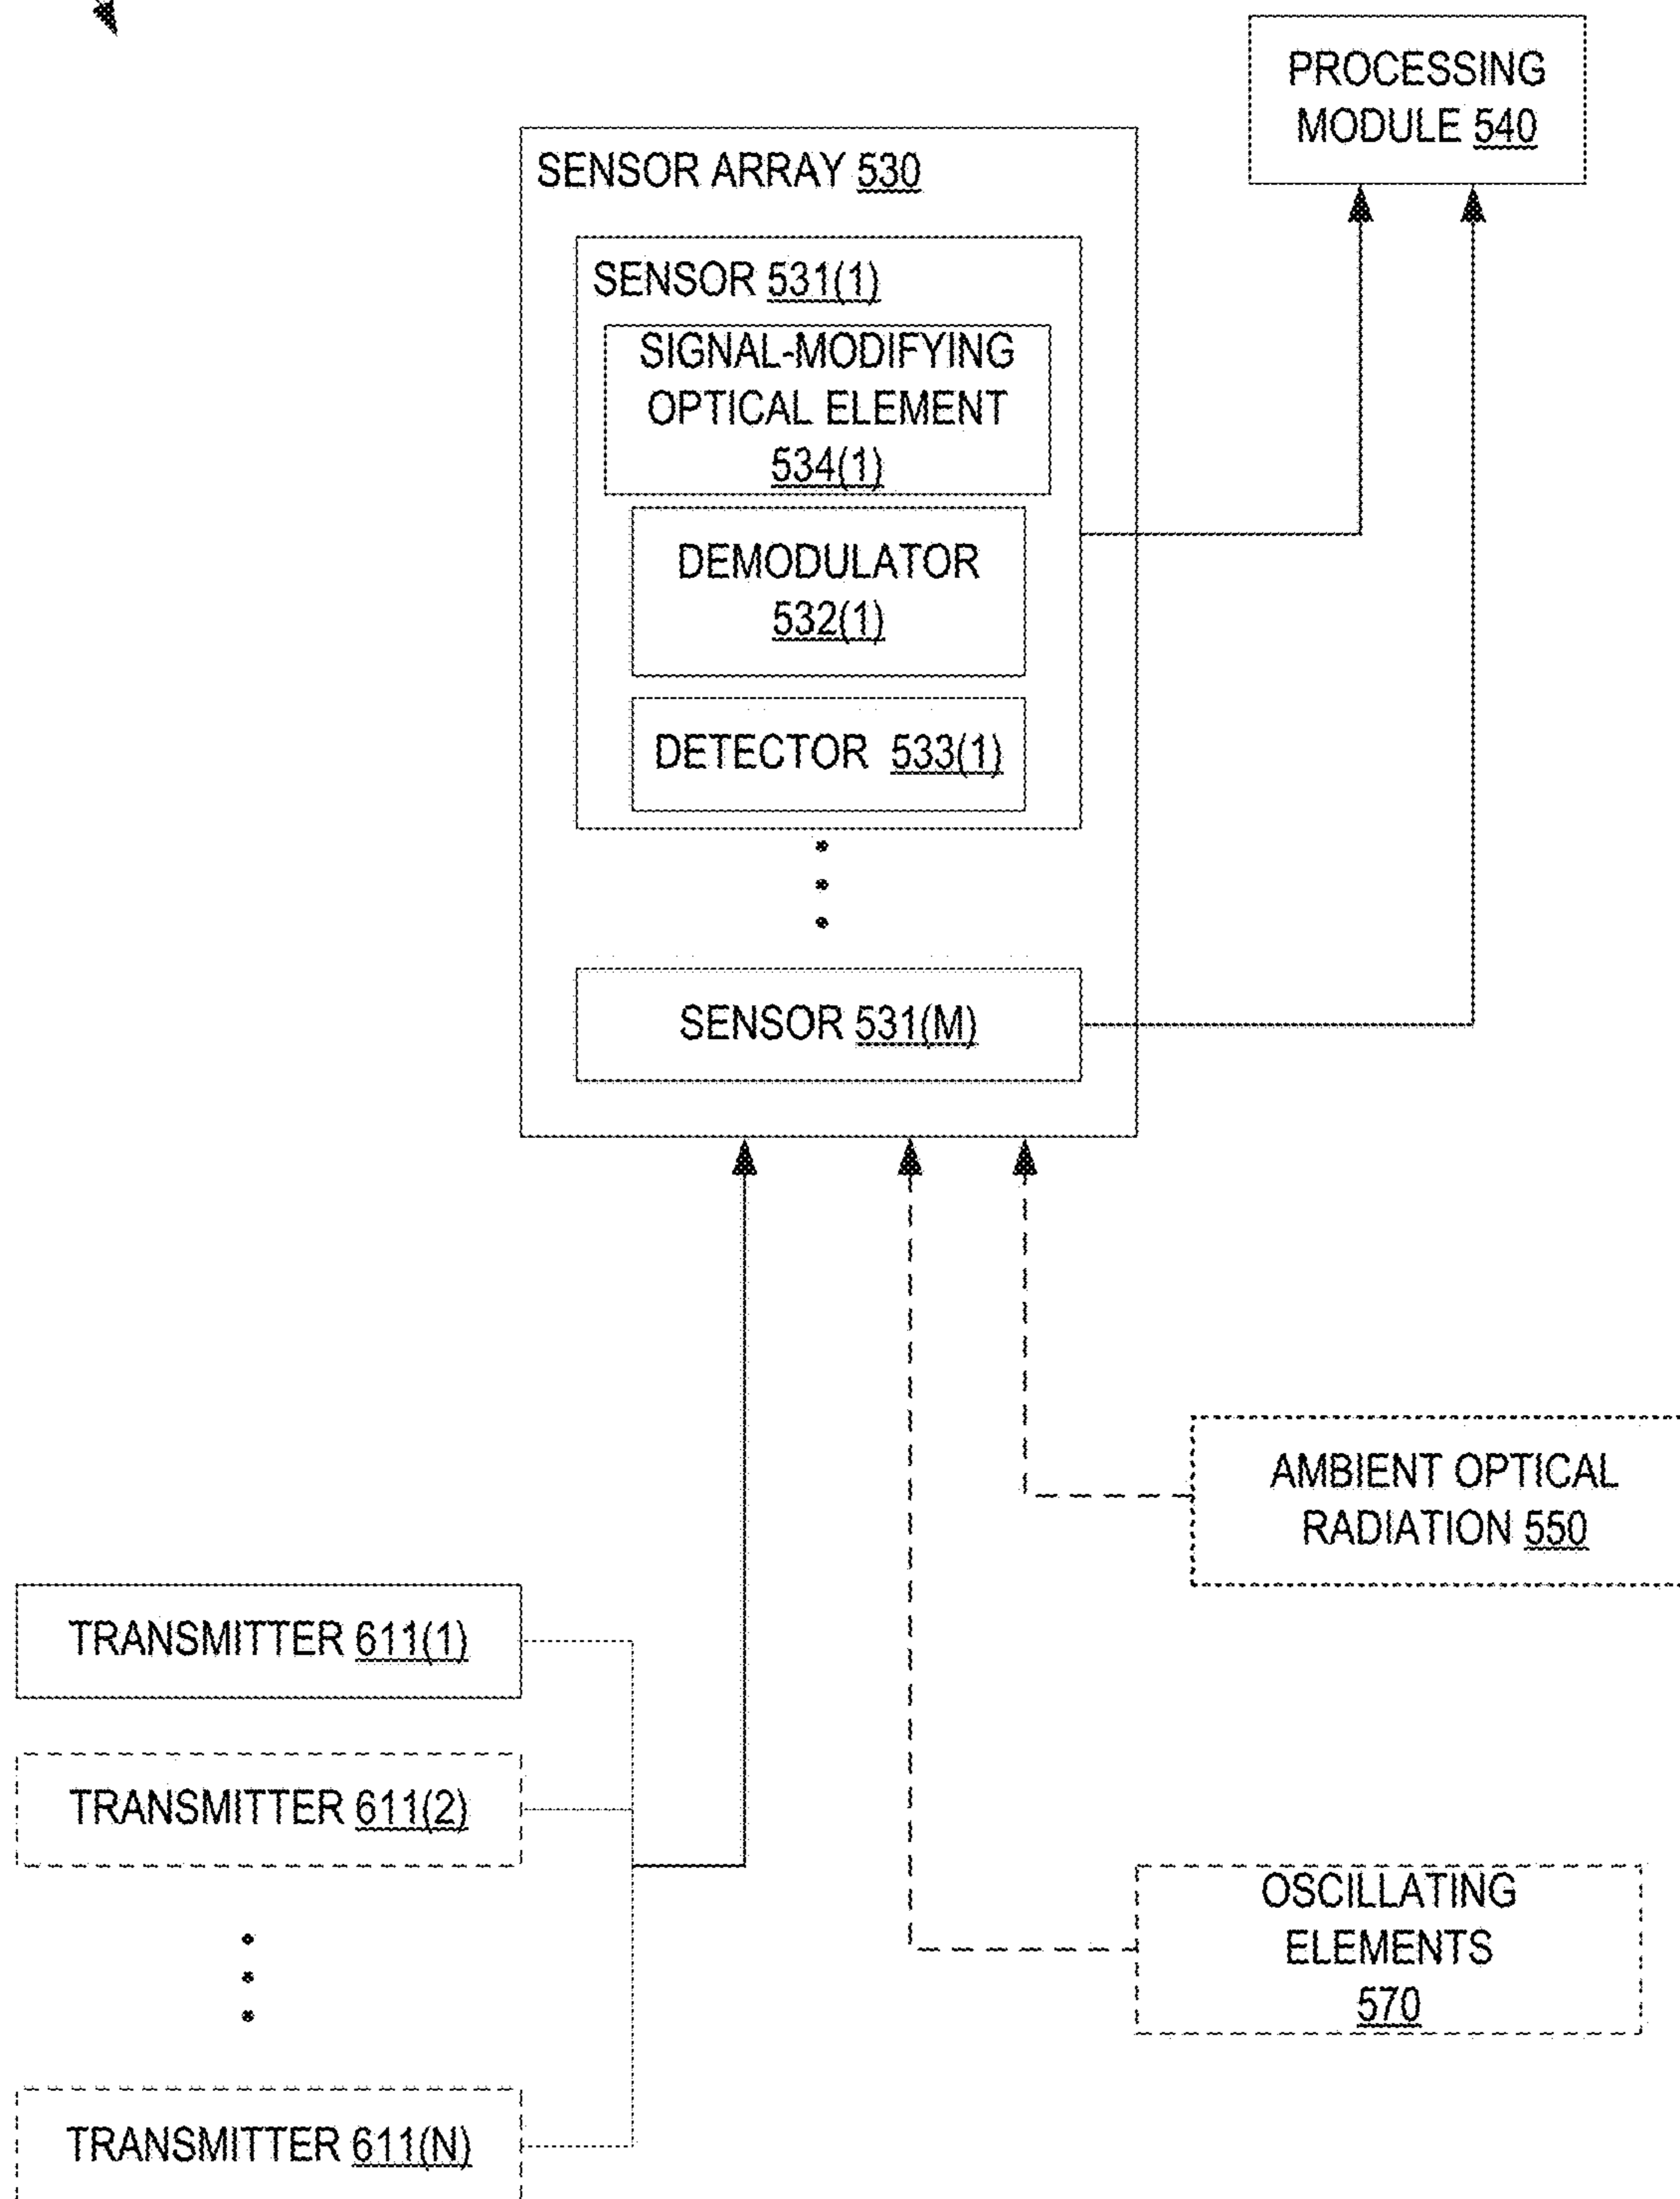 PROCESSING
MODULE 540
SENSOR ARRAY 530
SENSOR 531(1)
SIGNAL-MODIFYING
OPTICAL ELEMENT
534(1)
DEMODULATOR
532(1)
DETECTOR 533(1)
SENSOR 531(M)
AMBIENT OPTICAL
RADIATION 550
TRANSMITTER 611(1)
TRANSMITTER 611(2)
OSCILLATING
ELEMENTS
570
TRANSMITTER 611(N)